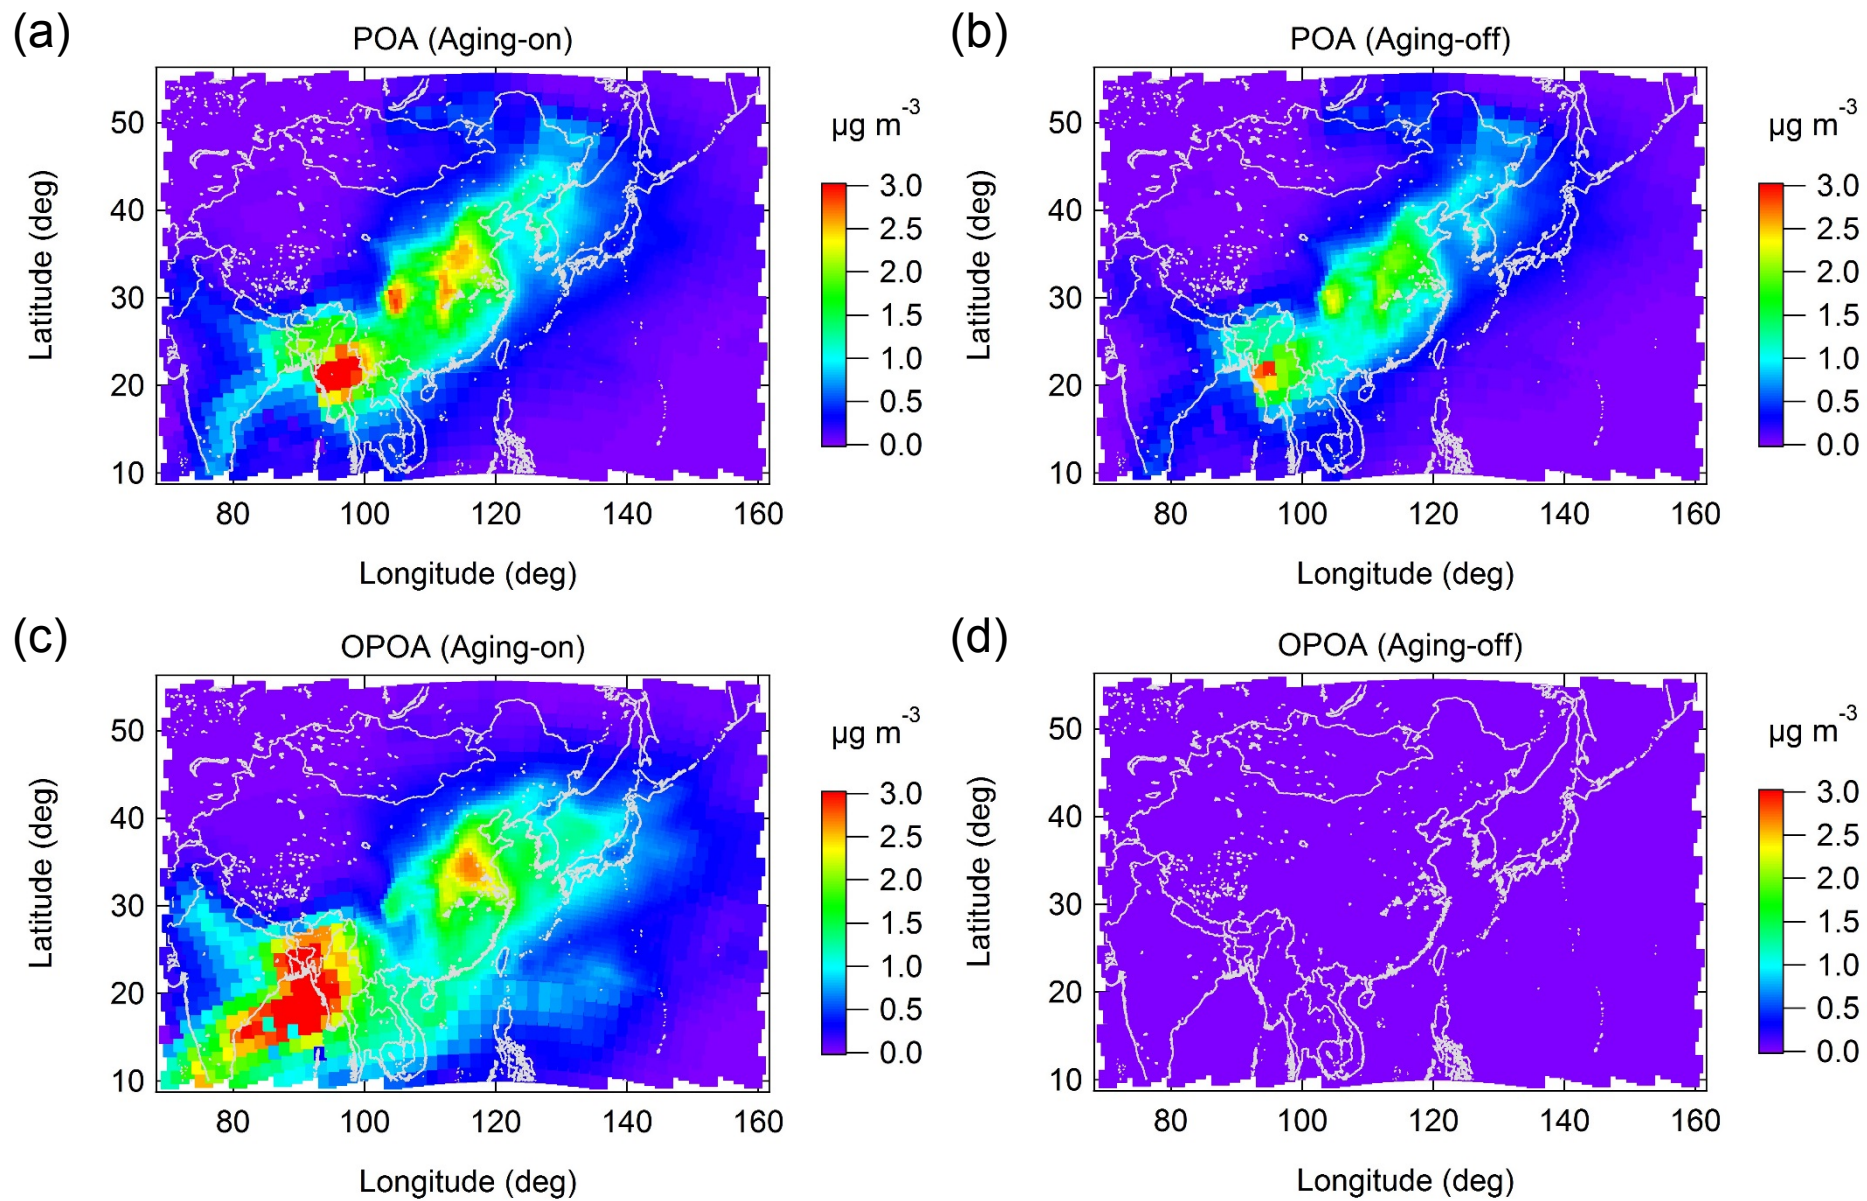 (a)
POA (Aging-on)
µg m-3
3.0
2.5
2.0
1.5
1.0
0.5
0.0
50
40
30
20
10
Latitude (deg)
80 100 120 140 160
Longitude (deg)
(b)
POA (Aging-off)
µg m-3
3.0
2.5
2.0
1.5
1.0
0.5
0.0
50
40
30
20
10
Latitude (deg)
80 100 120 140 160
Longitude (deg)
(c)
OPOA (Aging-on)
µg m-3
3.0
2.5
2.0
1.5
1.0
0.5
0.0
50
40
30
20
10
Latitude (deg)
80 100 120 140 160
Longitude (deg)
(d)
OPOA (Aging-off)
µg m-3
3.0
2.5
2.0
1.5
1.0
0.5
0.0
50
40
30
20
10
Latitude (deg)
80 100 120 140 160
Longitude (deg)